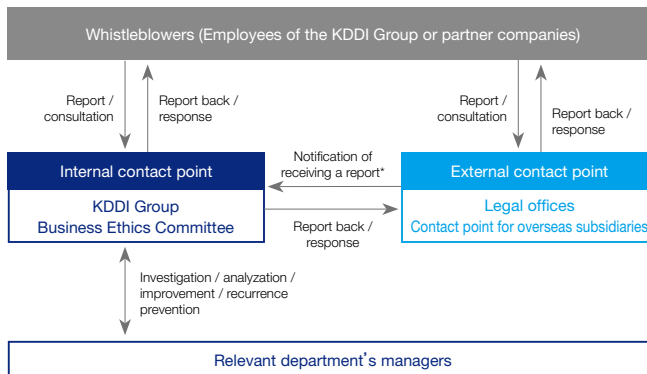 Whistleblowers (Employees of the KDDI Group or partner companies)
Report /
consultation
Report back /
response
Report /
consultation
Report back /
response
Internal contact point
Notification of
receiving a report*
External contact point
KDDI Group
Business Ethics Committee
Report back /
response
Legal offices
Contact point for overseas subsidiaries
Investigation / analyzation /
improvement / recurrence
prevention
Relevant department's managers